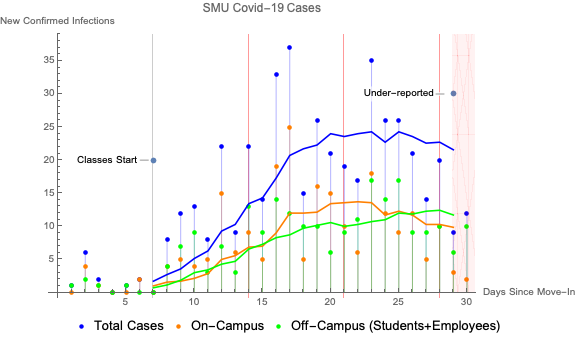 SMU Covid-19 Cases
New Confirmed Infections
35
30
25
20
15
10
5
Under-reported
Classes Start
5
10
15
20
25
30
Days Since Move-In
Total Cases
On-Campus
Off-Campus (Students+Employees)